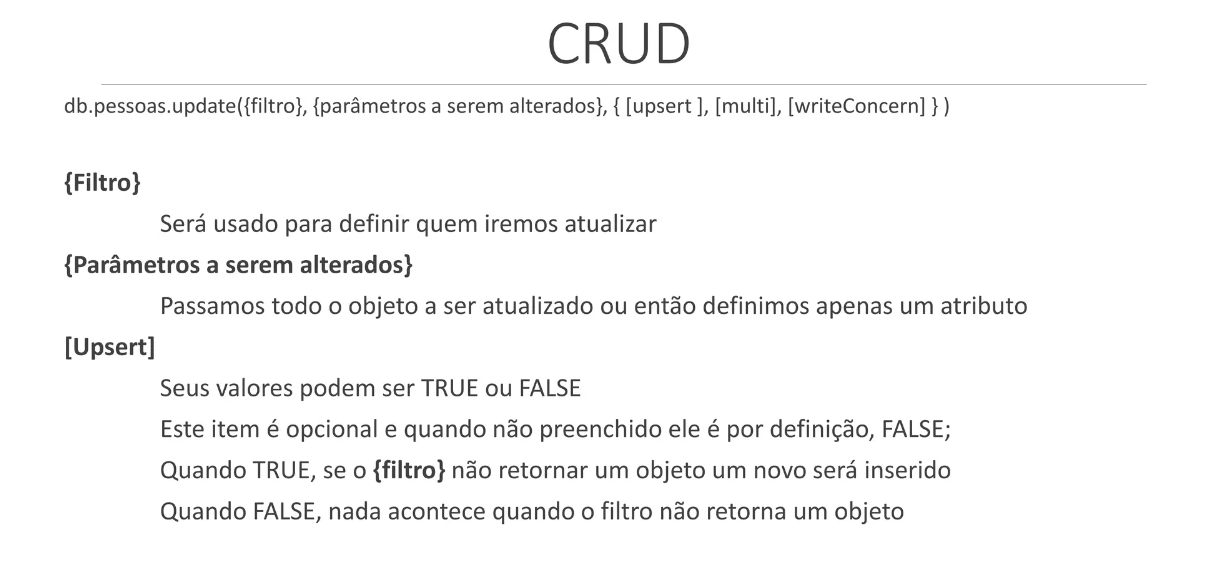 CRUD
db.pessoas.update({filtro}, {parâmetros a serem alterados}, { [upsert ], [multi], [writeConcern] } )
{Filtro}
Será usado para definir quem iremos atualizar
{Parâmetros a serem alterados}
Passamos todo o objeto a ser atualizado ou então definimos apenas um atributo
[Upsert]
Seus valores podem ser TRUE ou FALSE
Este item é opcional e quando não preenchido ele é por definição, FALSE;
Quando TRUE, se o {filtro} não retornar um objeto um novo será inserido
Quando FALSE, nada acontece quando o filtro não retorna um objeto